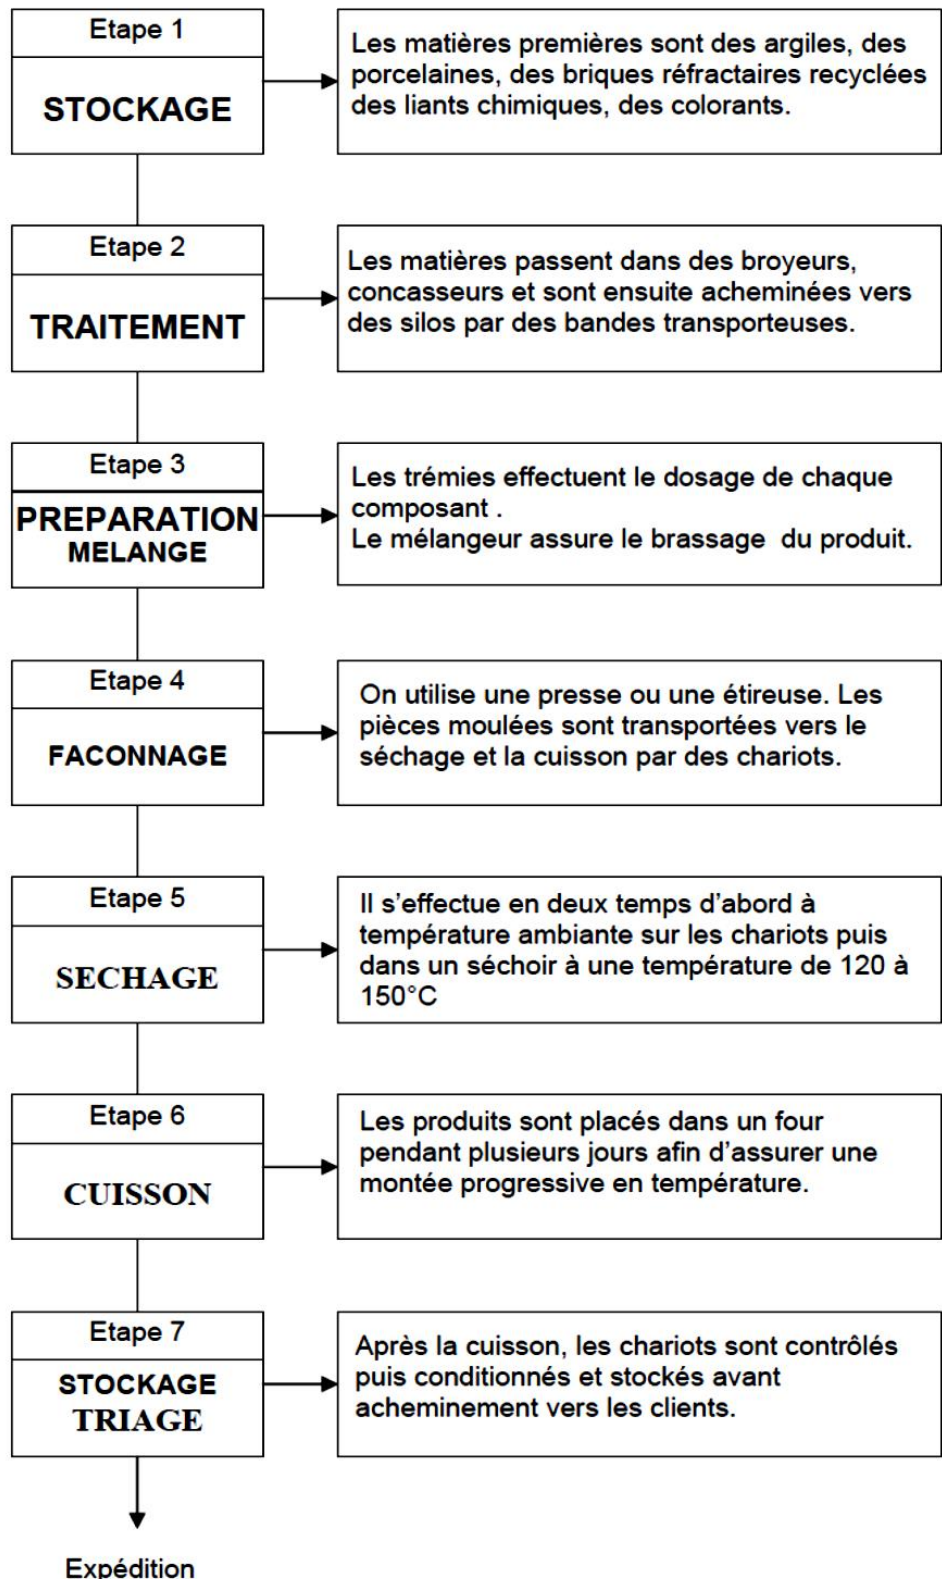 Etape 1
STOCKAGE
Les matières premières sont des argiles, des
porcelaines, des briques réfractaires recyclées
des liants chimiques, des colorants.
Etape 2
TRAITEMENT
Les matières passent dans des broyeurs,
concasseurs et sont ensuite acheminées vers
des silos par des bandes transporteuses.
Etape 3
PREPARATION
MELANGE
Les trémies effectuent le dosage de chaque
composant .
Le mélangeur assure le brassage du produit.
Etape 4
FACONNAGE
On utilise une presse ou une étireuse. Les
pièces moulées sont transportées vers le
séchage et la cuisson par des chariots.
Etape 5
SECHAGE
Il s'effectue en deux temps d'abord à
température ambiante sur les chariots puis
dans un séchoir à une température de 120 à
150°C
Etape 6
CUISSON
Les produits sont placés dans un four
pendant plusieurs jours afin d'assurer une
montée progressive en température.
Etape 7
STOCKAGE
TRIAGE
Après la cuisson, les chariots sont contrôlés
puis conditionnés et stockés avant
acheminement vers les clients.
Expédition